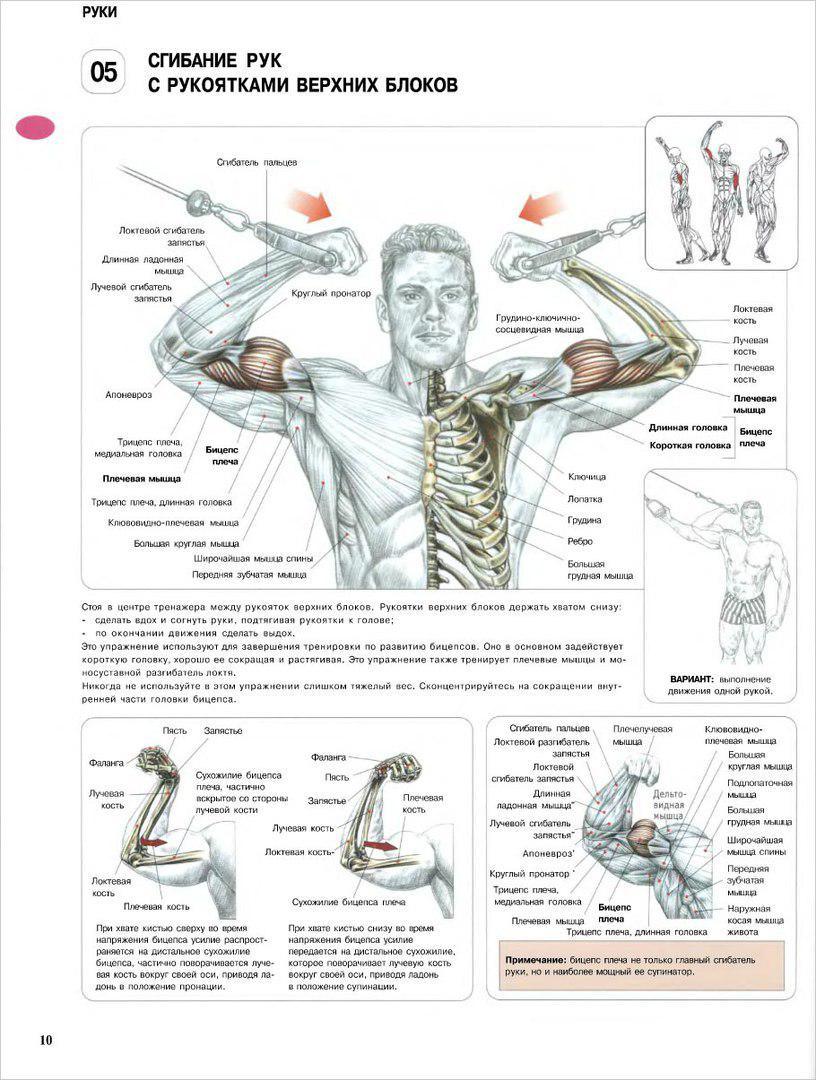 РУКИ
05
СГИБАНИЕ РУК
С РУКОЯТКАМИ ВЕРХНИХ БЛОКОВ
Сгибатель пальцев
Локтевой сгибатель
запястья
Длинная ладонная
мышца
Лучевой сгибатель
запястья
Круглый пронатор
Апоневроз
Трицепс плеча,
медиальная головка
Бицепс
плеча
Плечевая мышца
Трицепс плеча, длинная головка
Клювовидно-плечевая мышца
Большая круглая мышца
Широчайшая мышца спины
Передняя зубчатая мышца
Грудино-ключично-
сосцевидная мышца
Локтевая
кость
Лучевая
кость
Плечевая
кость
Плечевая
мышца
Длинная головка
Короткая головка
Бицепс
плеча
Ключица
Лопатка
Грудина
Ребро
Большая
грудная мышца
ВАРИАНТ: выполнение
движения одной рукой.
Стоя в центре тренажера между рукояток верхних блоков. Рукоятки верхних блоков держать хватом снизу:
- сделать вдох и согнуть руки, подтягивая рукоятки к голове;
- по окончании движения сделать выдох.
Это упражнение используют для завершения тренировки по развитию бицепсов. Оно в основном задействует
короткую головку, хорошо ее сокращая и растягивая. Это упражнение также тренирует плечевые мышцы и мо-
носуставной разгибатель локтя.
Никогда не используйте в этом упражнении слишком тяжелый вес. Сконцентрируйтесь на сокращении внут-
ренней части головки бицепса.
Пясть
Запястье
Фаланга
Лучевая
кость
Сухожилие бицепса
плеча, частично
вскрытое со стороны
лучевой кости
Локтевая
кость
Плечевая кость
При хвате кистью сверху во время
напряжения бицепса усилие распрост-
раняется на дистальное сухожилие
бицепса, частично поворачивается луче-
вая кость вокруг своей оси, приводя ла-
донь в положение пронации.
Фаланга
Пясть
Запястье
Плечевая
кость
Лучевая кость
Локтевая кость
Сухожилие бицепса плеча
При хвате кистью снизу во время
напряжения бицепса усилие
передается на дистальное сухожилие,
которое поворачивает лучевую кость
вокруг своей оси, приводя ладонь
в положение супинации.
Сгибатель пальцев
Локтевой разгибатель
запястья
Локтевой
сгибатель запястья
Длинная
ладонная мышца
Лучевой сгибатель
запястья
Апоневроз
Круглый пронатор
Трицепс плеча,
медиальная головка
Плечевая мышца
Бицепс
плеча
Трицепс плеча, длинная головка
Плечелучевая
мышца
Дельто-
видная
мышца
Клювовидно-
плечевая мышца
Большая
круглая мышца
Подлопаточная
мышца
Большая
грудная мышца
Широчайшая
мышца спины
Передняя
зубчатая
мышца
Наружная
косая мышца
живота
Примечание: бицепс плеча не только главный сгибатель
руки, но и наиболее мощный ее супинатор.
10